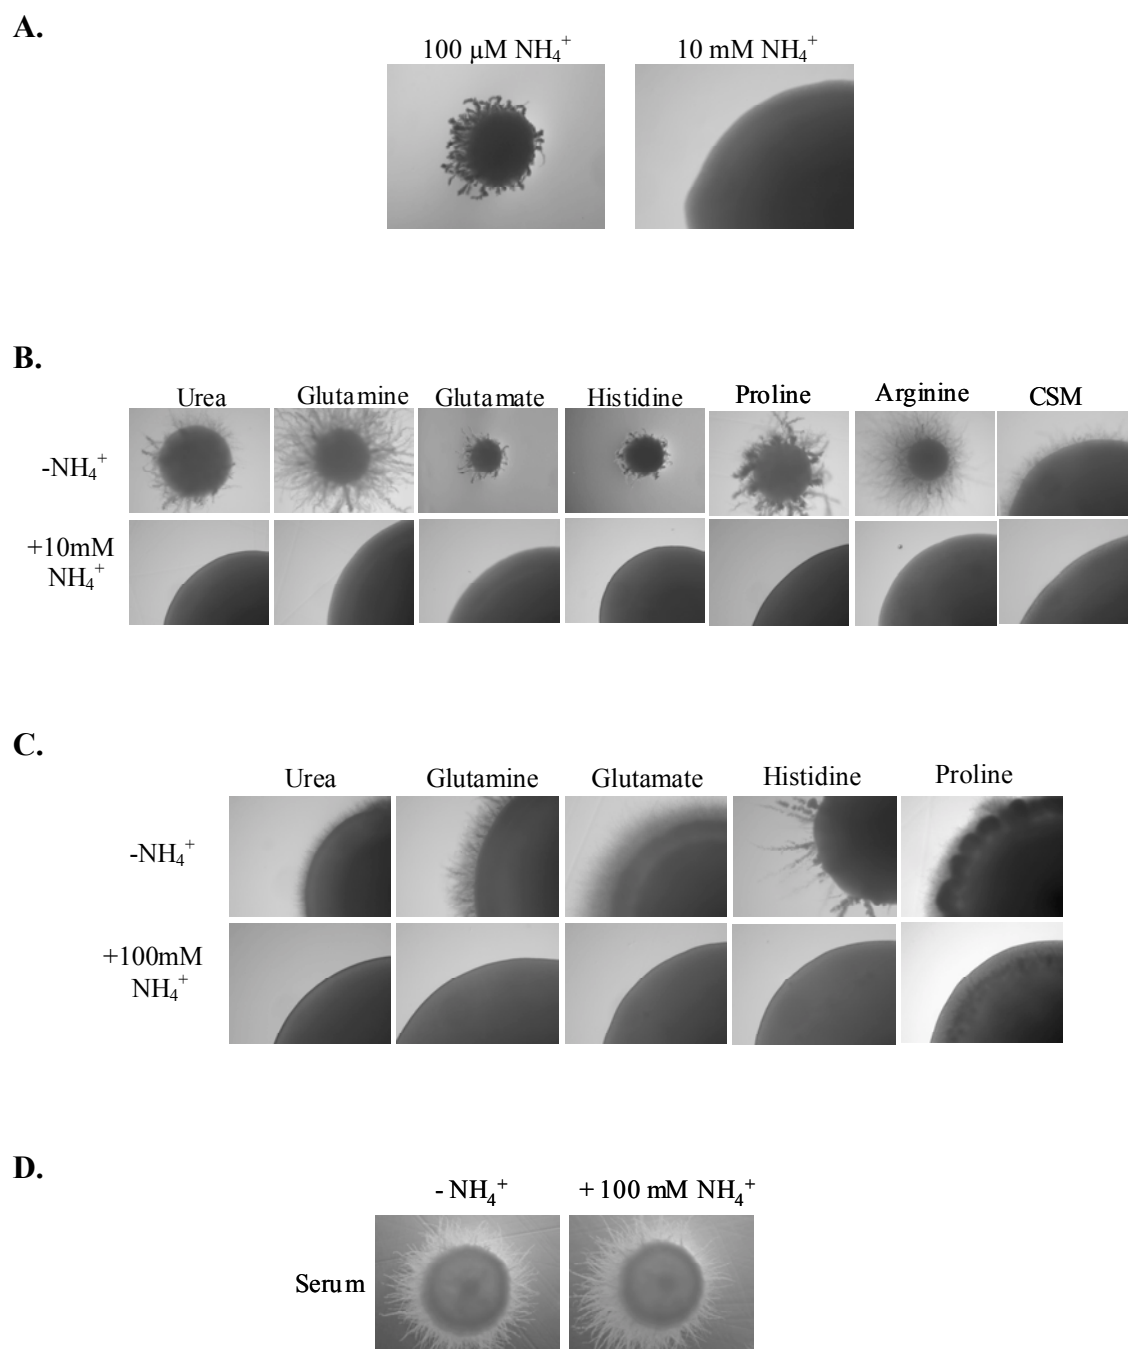 A.
100 μM NH₄⁺ 10 mM NH₄⁺
B.
Urea Glutamine Glutamate Histidine Proline Arginine CSM
-NH₄⁺
+10mM
NH₄⁺
C.
Urea Glutamine Glutamate Histidine Proline
-NH₄⁺
+100mM
NH₄⁺
D.
- NH₄⁺ + 100 mM NH₄⁺
Serum